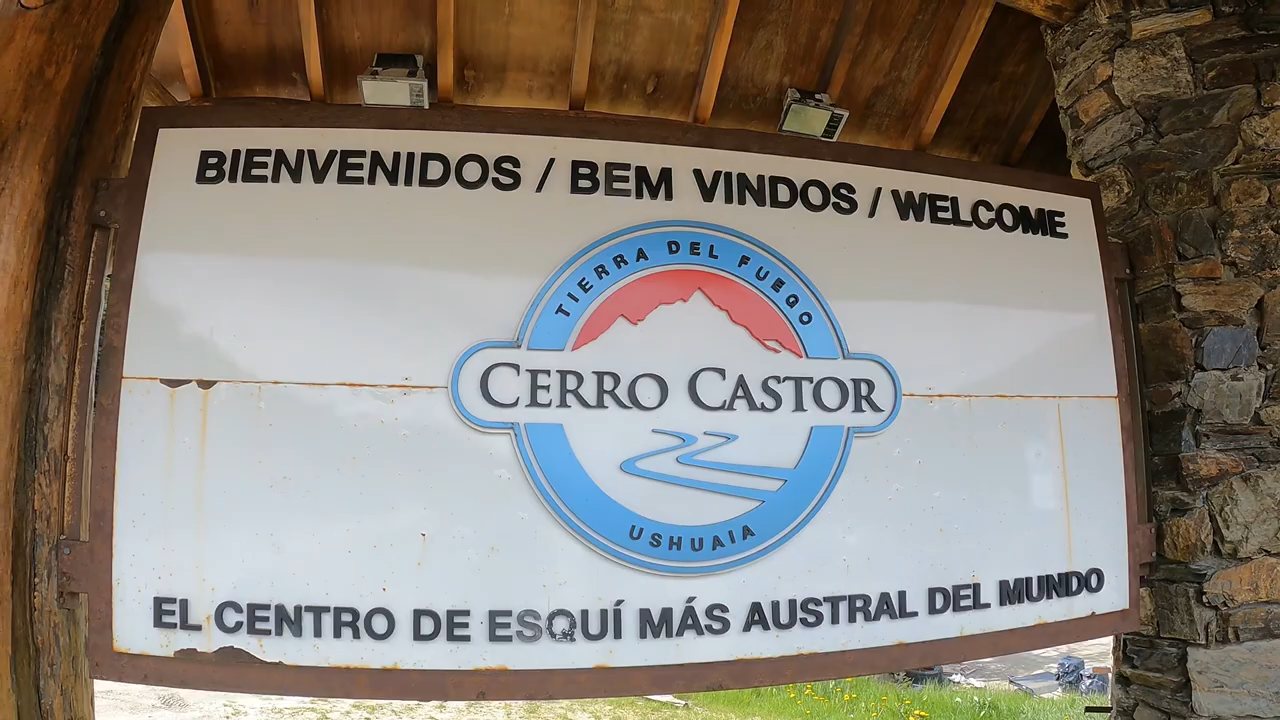 BIENVENIDOS / BEM VINDOS / WELCOME
TIERRA DEL FUEGO
CERRO CASTOR
USHUAIA
EL CENTRO DE ESQUÍ MÁS AUSTRAL DEL MUNDO